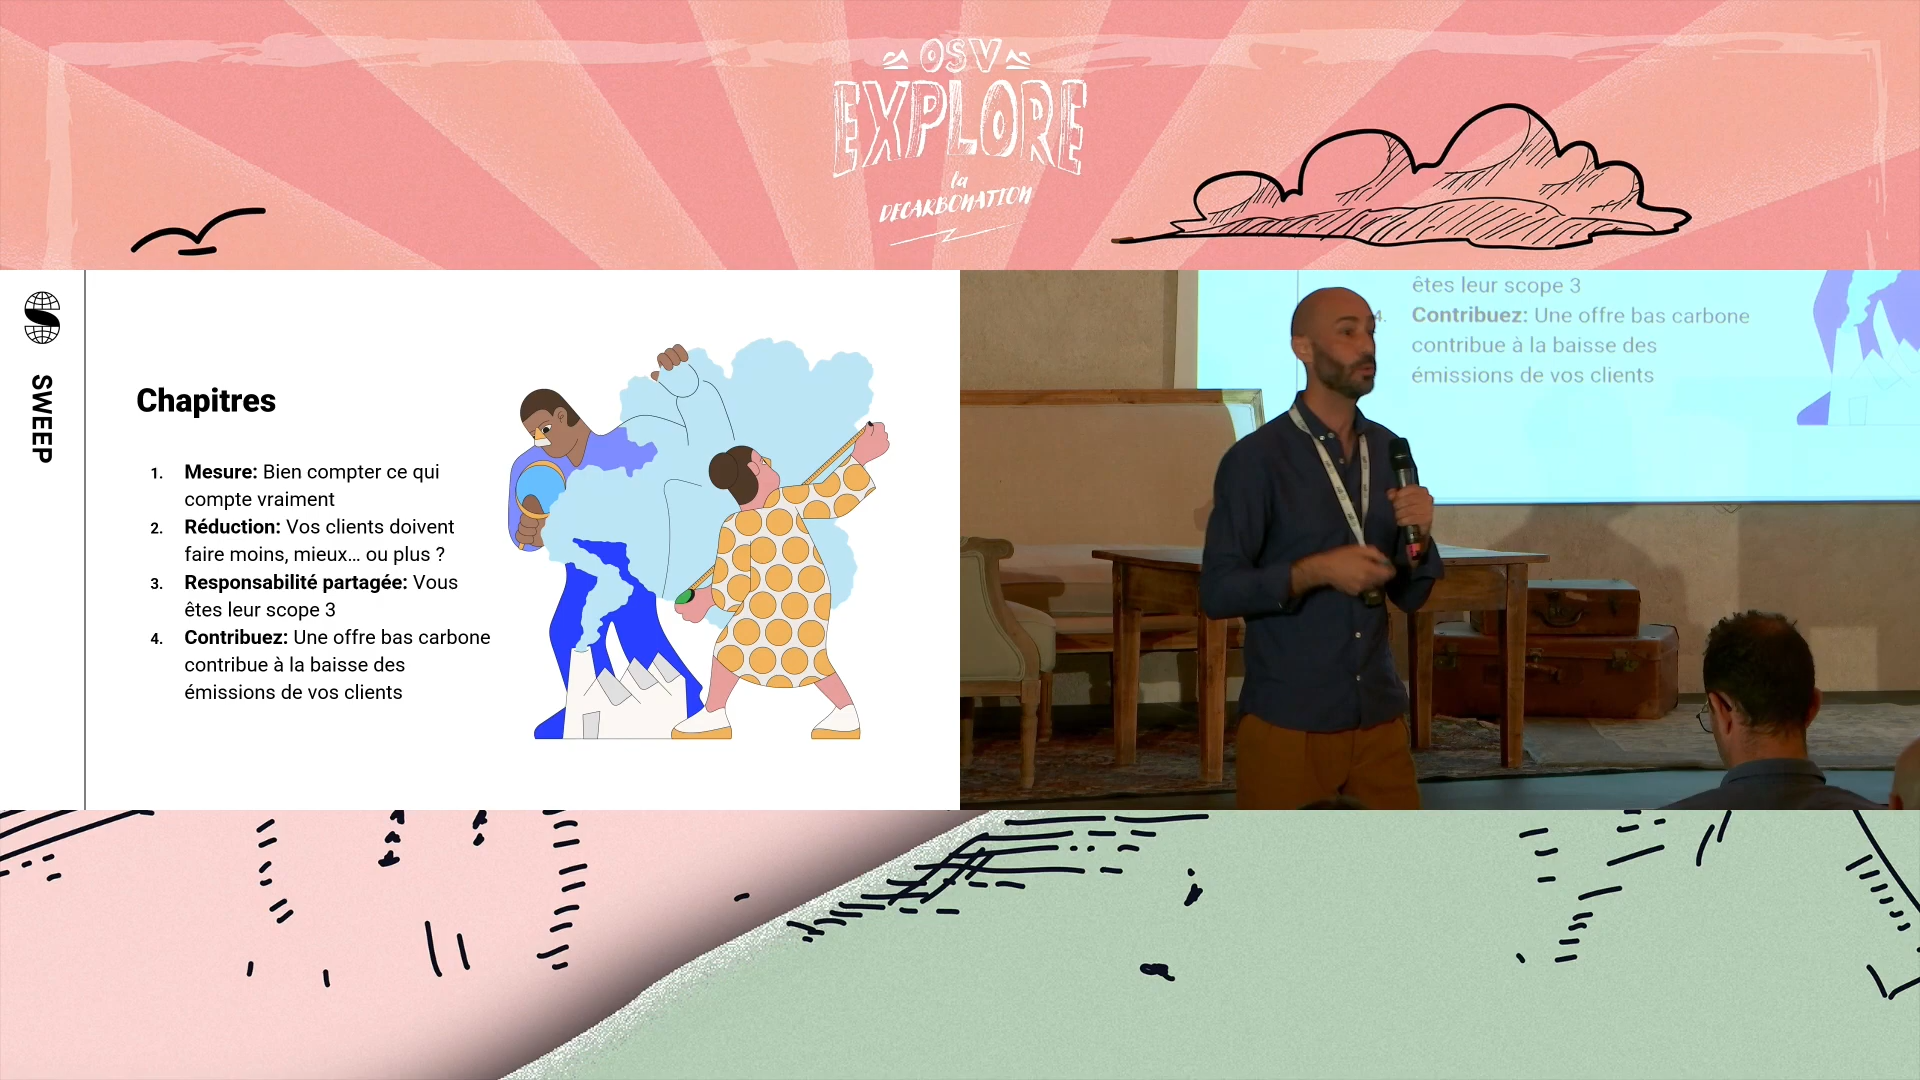 OSV
EXPLORE
la
DECARBONATION
SWEEP
Chapitres
1. Mesure: Bien compter ce qui
compte vraiment
2. Réduction: Vos clients doivent
faire moins, mieux... ou plus ?
3. Responsabilité partagée: Vous
êtes leur scope 3
4. Contribuez: Une offre bas carbone
contribue à la baisse des
émissions de vos clients
êtes leur scope 3
4. Contribuez: Une offre bas carbone
contribue à la baisse des
émissions de vos clients